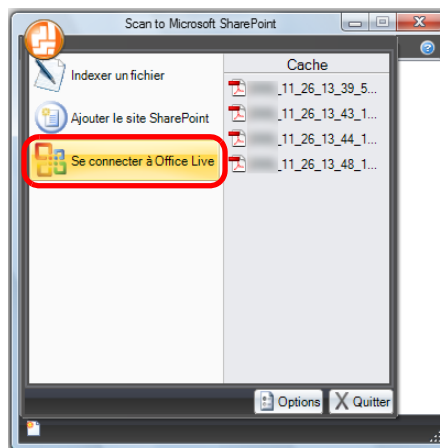 Scan to Microsoft SharePoint
Indexer un fichier
Ajouter le site SharePoint
Se connecter à Office Live
Cache
_11_26_13_39_5...
_11_26_13_43_1...
_11_26_13_44_1...
_11_26_13_48_1...
Options
Quitter